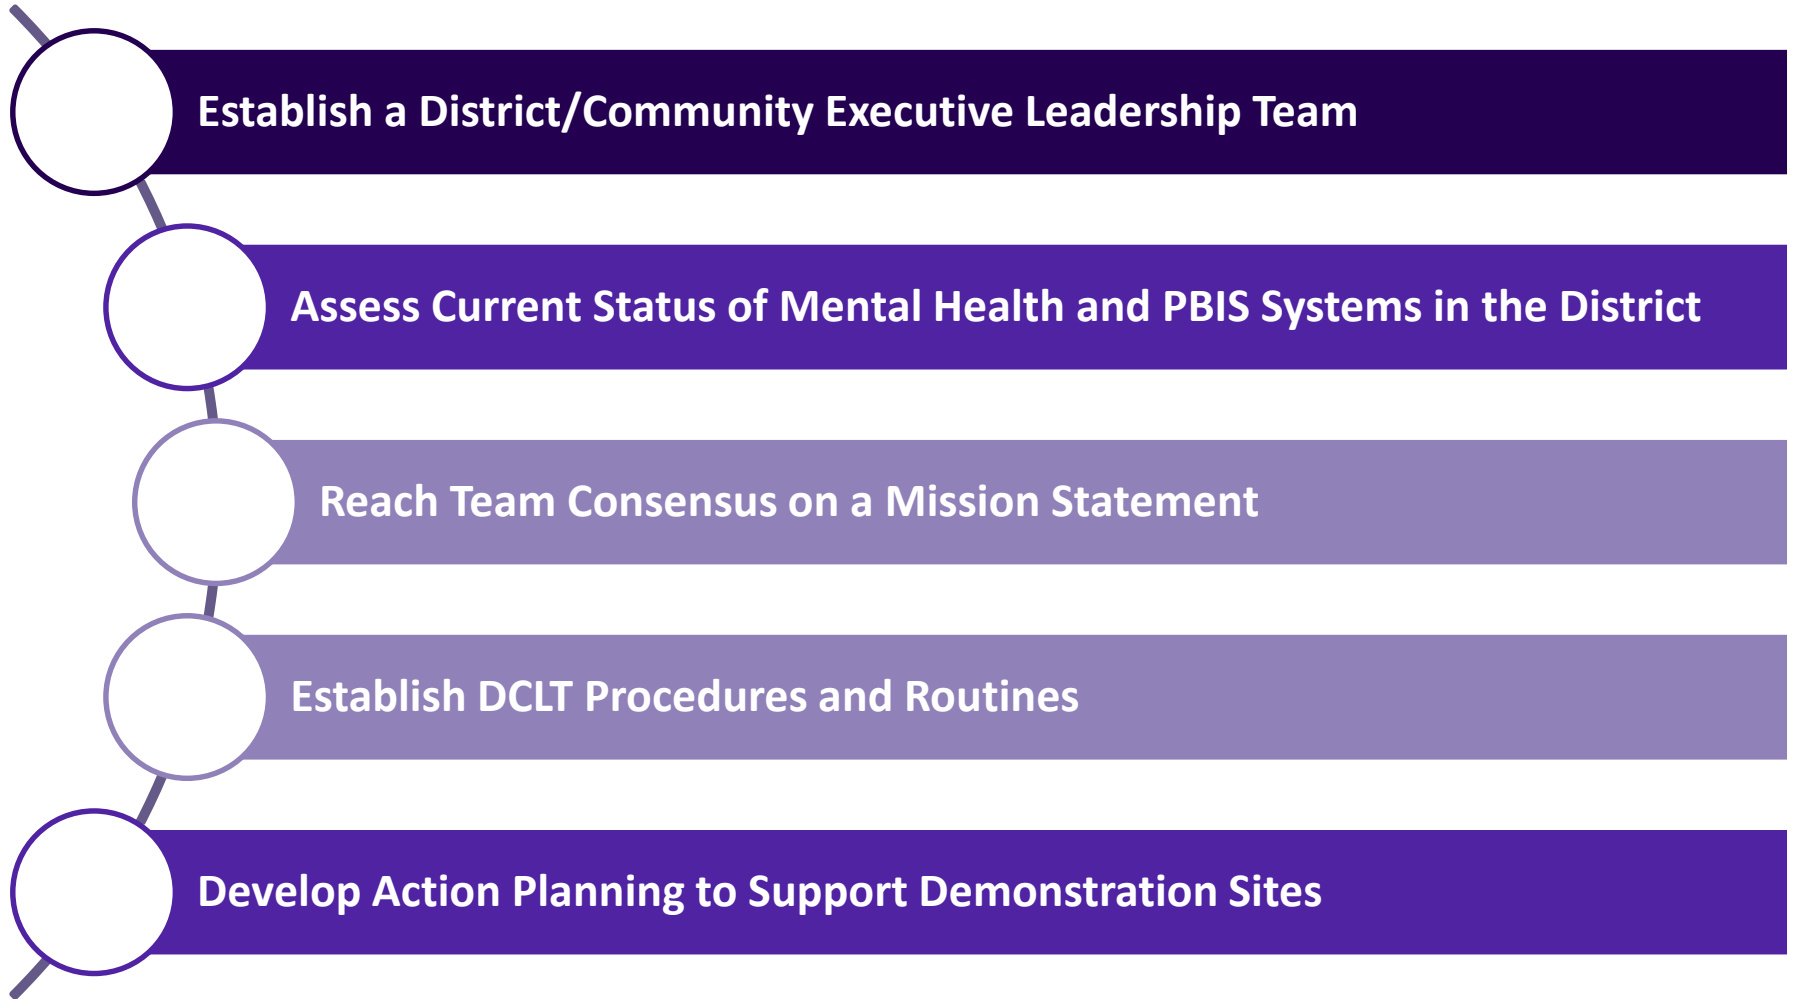 Establish a District/Community Executive Leadership Team
Assess Current Status of Mental Health and PBIS Systems in the District
Reach Team Consensus on a Mission Statement
Establish DCLT Procedures and Routines
Develop Action Planning to Support Demonstration Sites